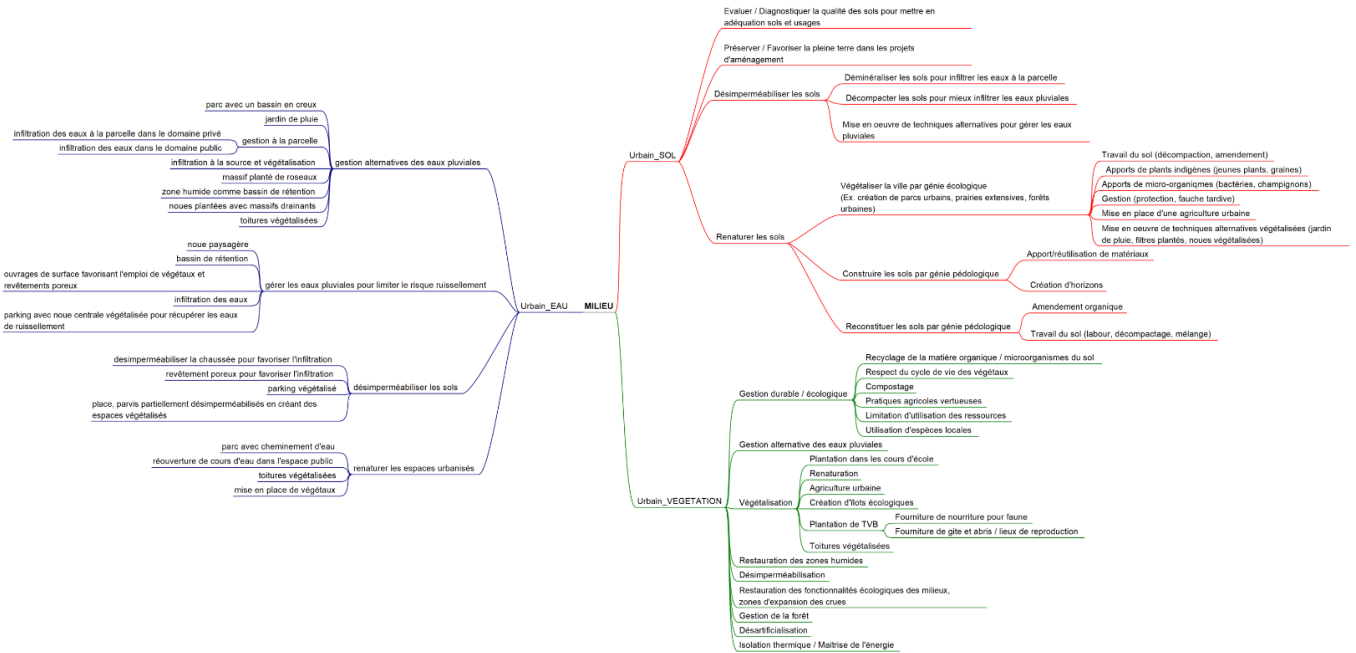 parc avec un bassin en creux
jardin de pluie
infiltration des eaux à la parcelle dans le domaine privé
infiltration des eaux dans le domaine public
gestion à la parcelle
infiltration à la source et végétalisation
massif planté de roseaux
zone humide comme bassin de rétention
noues plantées avec massifs drainants
toitures végétalisées
gestion alternatives des eaux pluviales
noue paysagère
bassin de rétention
ouvrages de surface favorisant l'emploi de végétaux et
revêtements poreux
infiltration des eaux
parking avec noue centrale végétalisée pour récupérer les eaux
de ruissellement
gérer les eaux pluviales pour limiter le risque ruissellement
desimperméabiliser la chaussée pour favoriser l'infiltration
revêtement poreux pour favoriser l'infiltration
parking végétalisé
place, parvis partiellement désimperméabilisés en créant des
espaces végétalisés
désimperméabiliser les sols
parc avec cheminement d'eau
réouverture de cours d'eau dans l'espace public
toitures végétalisées
mise en place de végétaux
renaturer les espaces urbanisés
Urbain_EAU
MILIEU
Urbain_SOL
Evaluer / Diagnostiquer la qualité des sols pour mettre en
adéquation sols et usages
Préserver / Favoriser la pleine terre dans les projets
d'aménagement
Désimperméabiliser les sols
Déminéraliser les sols pour infiltrer les eaux à la parcelle
Décompacter les sols pour mieux infiltrer les eaux pluviales
Mise en oeuvre de techniques alternatives pour gérer les eaux
pluviales
Renaturer les sols
Végétaliser la ville par génie écologique
(Ex. création de parcs urbains, prairies extensives, forêts
urbaines)
Travail du sol (décompaction, amendement)
Apports de plants indigènes (jeunes plants, graines)
Apports de micro-organiqmes (bactéries, champignons)
Gestion (protection, fauche tardive)
Mise en place d'une agriculture urbaine
Mise en oeuvre de techniques alternatives végétalisées (jardin
de pluie, filtres plantés, noues végétalisées)
Construire les sols par génie pédologique
Apport/réutilisation de matériaux
Création d'horizons
Reconstituer les sols par génie pédologique
Amendement organique
Travail du sol (labour, décompactage, mélange)
Urbain_VEGETATION
Gestion durable / écologique
Recyclage de la matière organique / microorganismes du sol
Respect du cycle de vie des végétaux
Compostage
Pratiques agricoles vertueuses
Limitation d'utilisation des ressources
Utilisation d'espèces locales
Gestion alternative des eaux pluviales
Végétalisation
Plantation dans les cours d'école
Renaturation
Agriculture urbaine
Création d'îlots écologiques
Plantation de TVB
Fourniture de nourriture pour faune
Fourniture de gite et abris / lieux de reproduction
Toitures végétalisées
Restauration des zones humides
Désimperméabilisation
Restauration des fonctionnalités écologiques des milieux,
zones d'expansion des crues
Gestion de la forêt
Désartificialisation
Isolation thermique / Maitrise de l'énergie